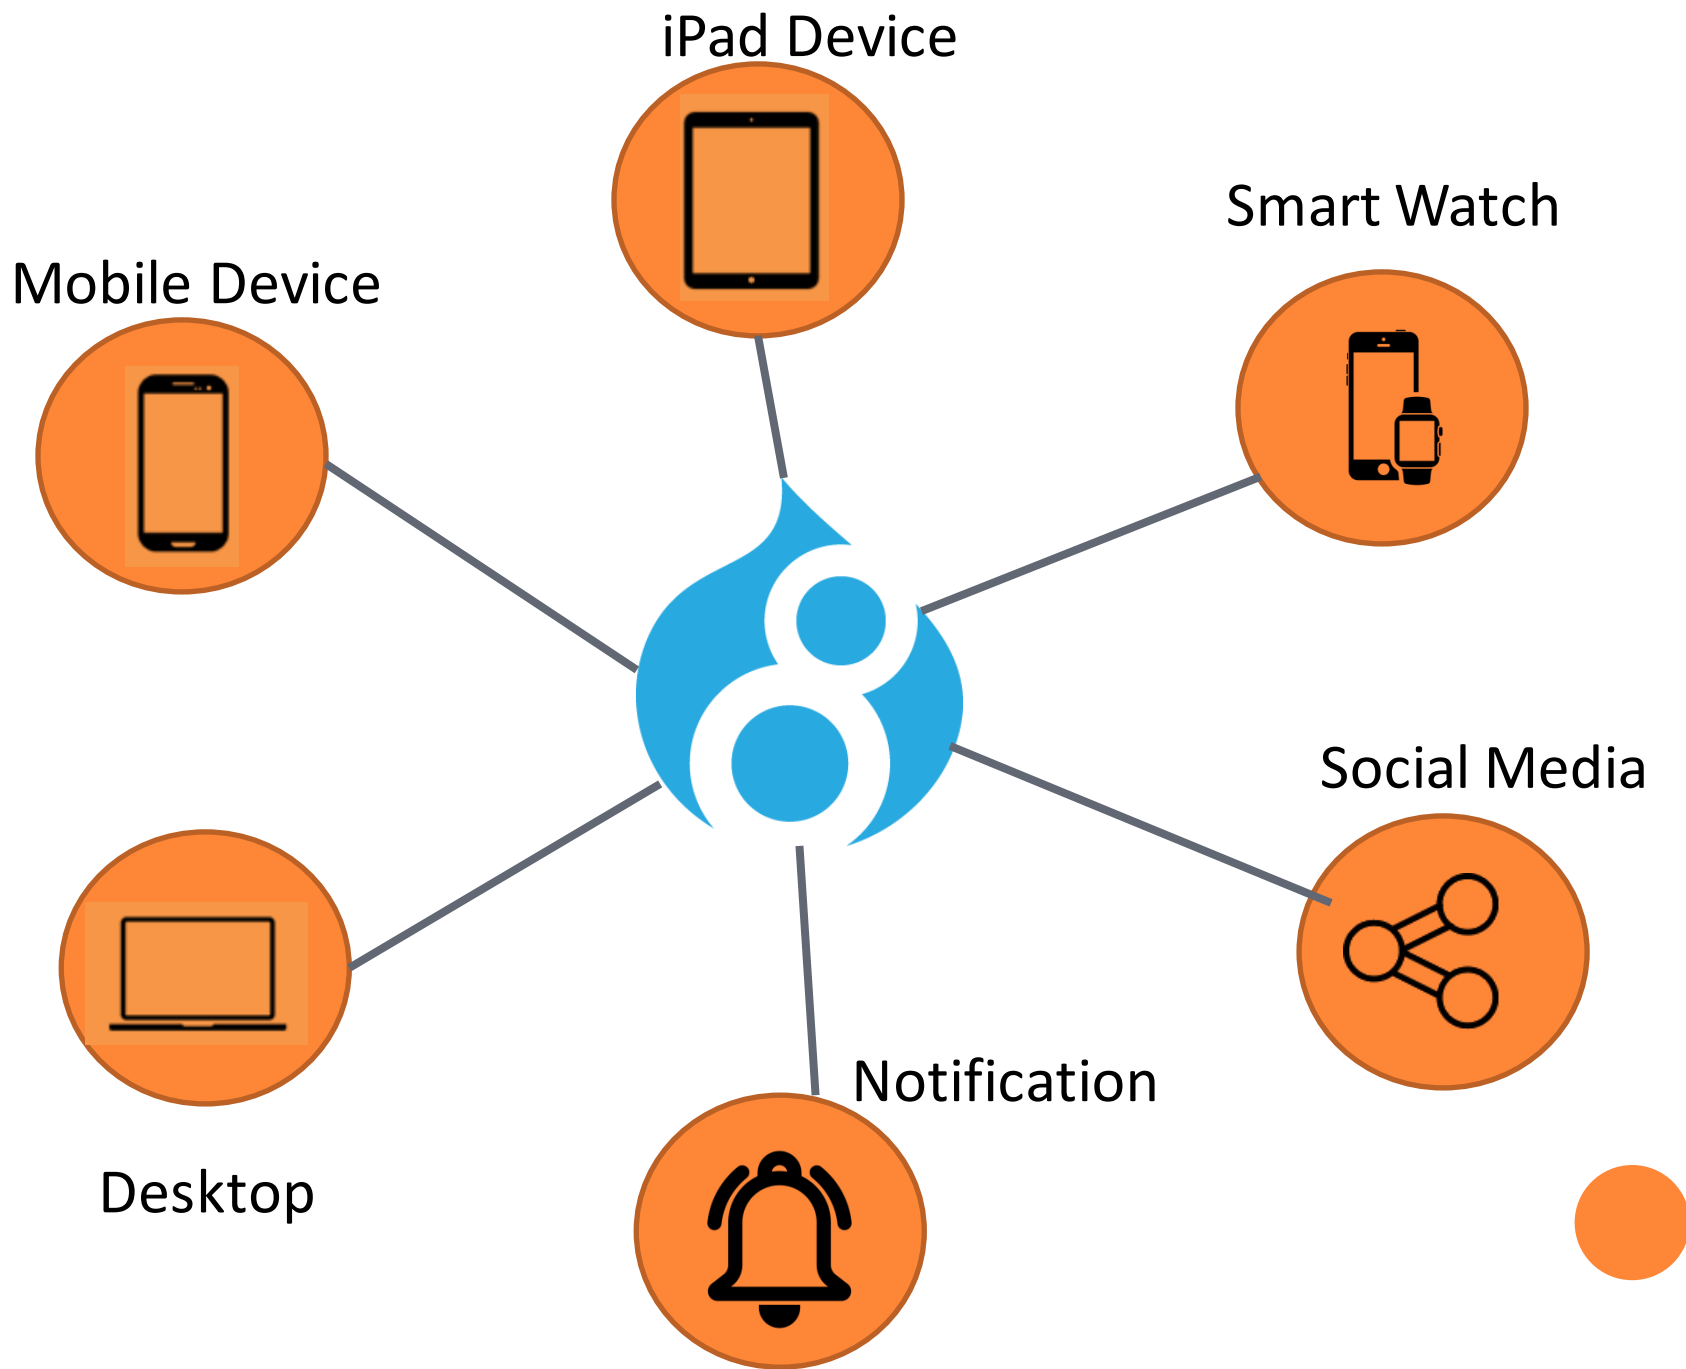 iPad Device
Smart Watch
Mobile Device
Social Media
Notification
Desktop